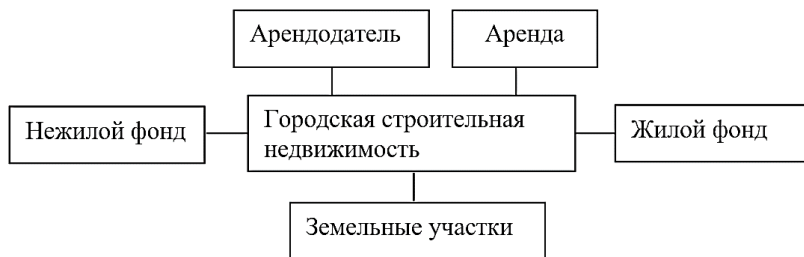 Арендодатель
Аренда
Нежилой фонд
Городская строительная
недвижимость
Жилой фонд
Земельные участки